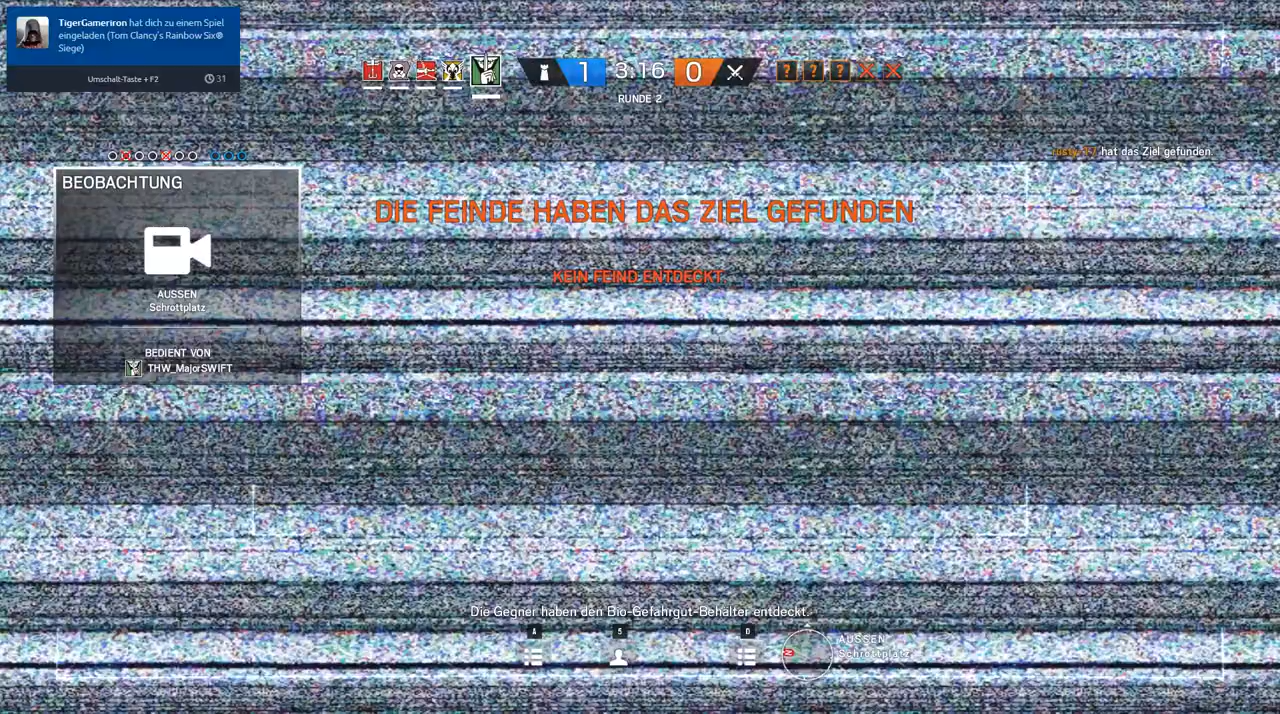 TigerGameriron hat dich zu einem Spiel
eingeladen (Tom Clancy's Rainbow Six®
Siege)
Umschalt-Taste + F2
31
1
3:16
0
? ? ?
RUNDE 2
rusty.T7 hat das Ziel gefunden.
BEOBACHTUNG
DIE FEINDE HABEN DAS ZIEL GEFUNDEN
KEIN FEIND ENTDECKT
AUSSEN
Schrottplatz
BEDIENT VON
THW_MajorSWIFT
Die Gegner haben den Bio-Gefahrgut-Behälter entdeckt.
A
5
D
AUSSEN
Schrottplatz